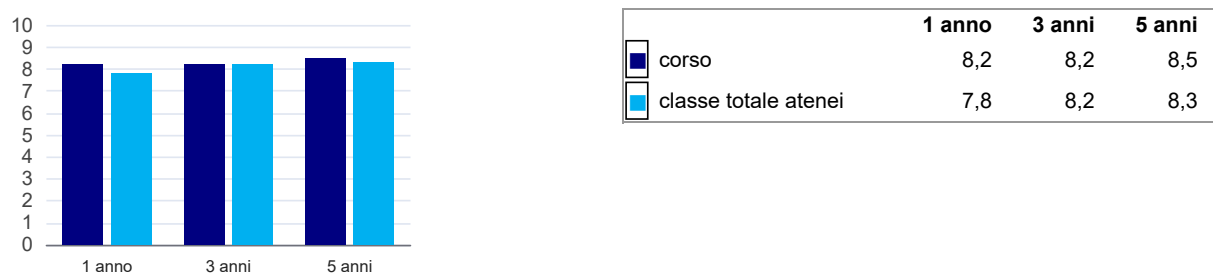 10
9
8
7
6
5
4
3
2
1
0
1 anno 3 anni 5 anni
1 anno 3 anni 5 anni
corso 8,2 8,2 8,5
classe totale atenei 7,8 8,2 8,3